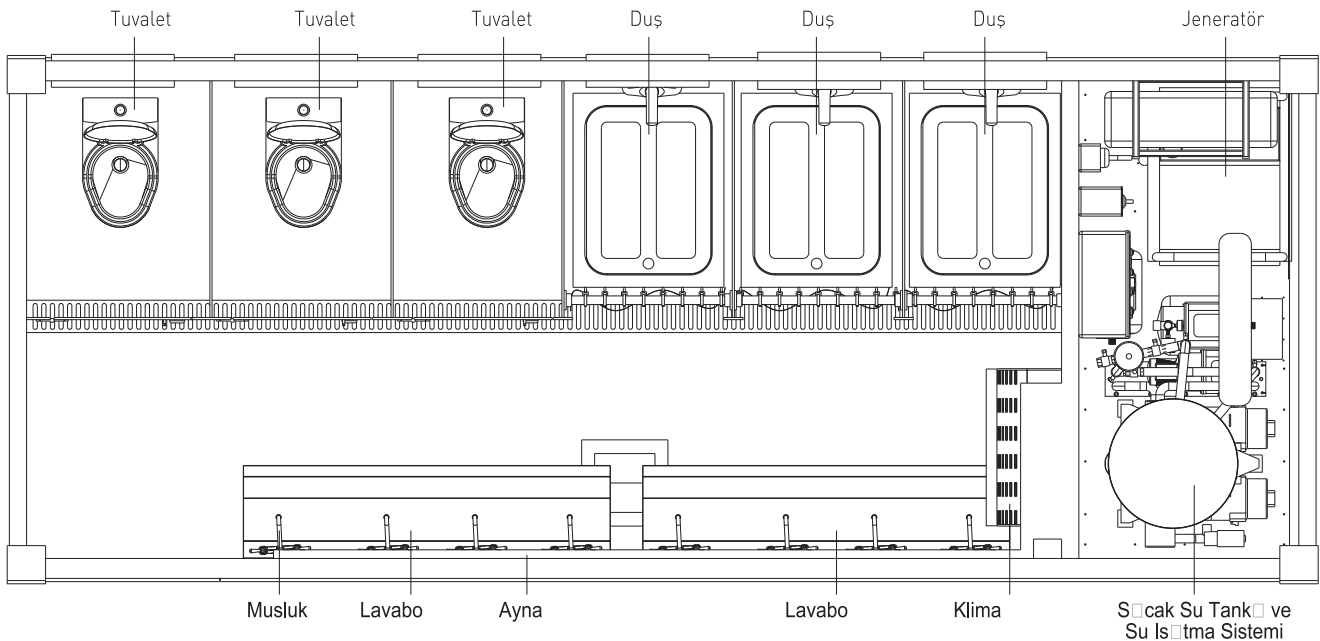 Tuvalet
Tuvalet
Tuvalet
Duş
Duş
Duş
Jeneratör
Musluk
Lavabo
Ayna
Lavabo
Klima
S□cak Su Tank□ ve
Su Is□tma Sistemi